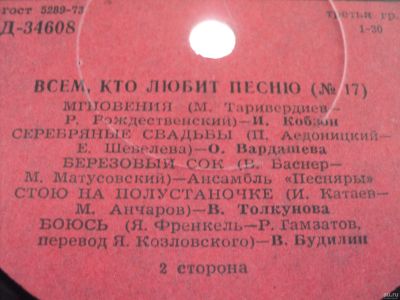 гост 5289-73
Д-34608
третья гр.
1-30
ВСЕМ, КТО ЛЮБИТ ПЕСНЮ (№ 17)
МГНОВЕНИЯ (М. Таривердиев—
Р. Рождественский)—И. Кобзон
СЕРЕБРЯНЫЕ СВАДЬБЫ (П. Аедоницкий—
Е. Шевелева)—О. Вардашева
БЕРЕЗОВЫЙ СОК (В. Баснер—
М. Матусовский)—Ансамбль «Песняры»
СТОЮ НА ПОЛУСТАНОЧКЕ (И. Катаев—
М. Анчаров)—В. Толкунова
БОЮСЬ (Я. Френкель—Р. Гамзатов,
перевод Я. Козловского)—В. Будилин
2 сторона